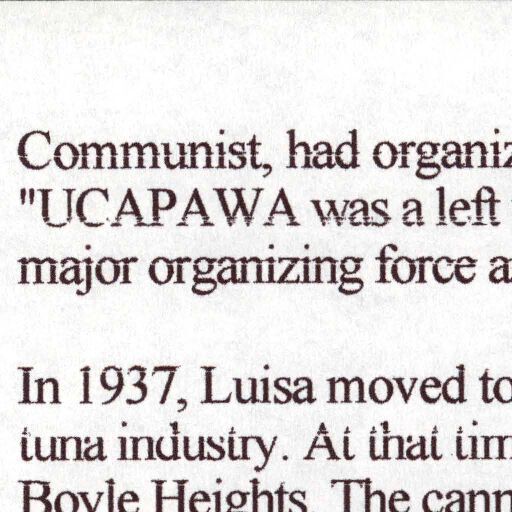 Communist, had organiz
"UCAPAWA was a left
major organizing force a
In 1937, Luisa moved to
tuna industry. At that tim
Boyle Heights. The cann